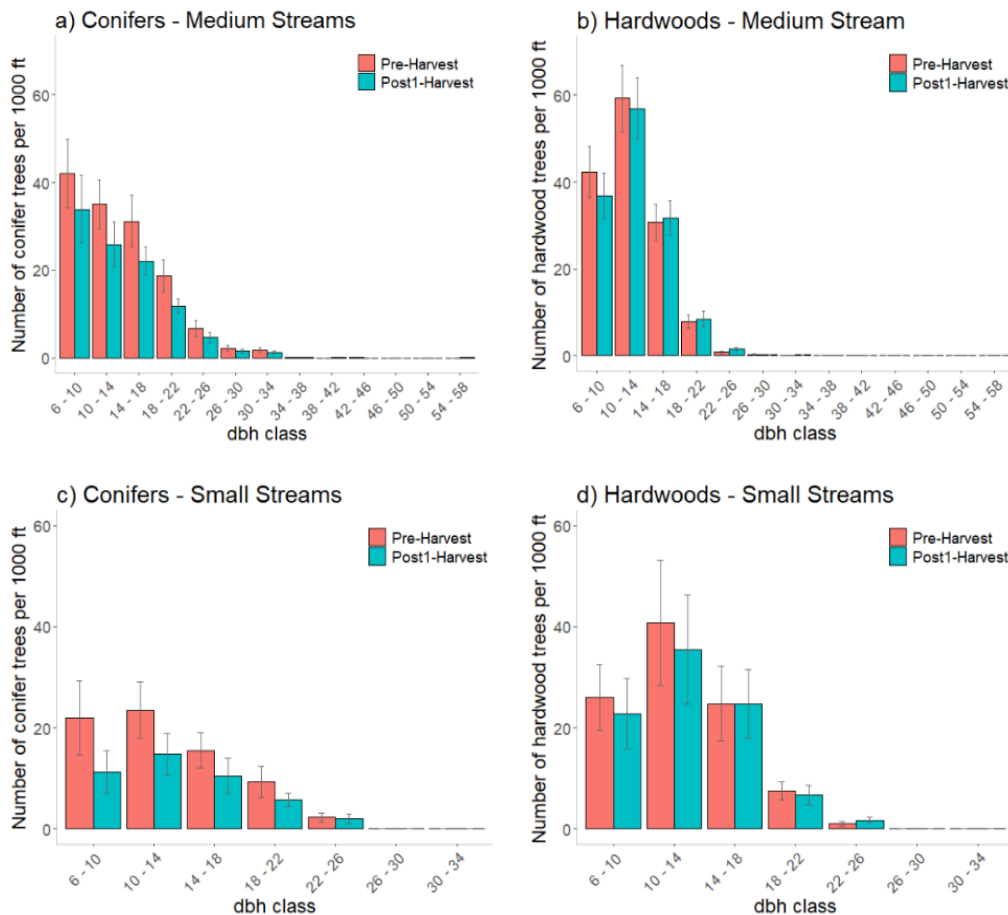 a) Conifers - Medium Streams
Number of conifer trees per 1000 ft
60
40
20
0
Pre-Harvest
Post1-Harvest
6 - 10
10 - 14
14 - 18
18 - 22
22 - 26
26 - 30
30 - 34
34 - 38
38 - 42
42 - 46
46 - 50
50 - 54
54 - 58
dbh class
b) Hardwoods - Medium Stream
Number of hardwood trees per 1000 ft
60
40
20
0
Pre-Harvest
Post1-Harvest
6 - 10
10 - 14
14 - 18
18 - 22
22 - 26
26 - 30
30 - 34
34 - 38
38 - 42
42 - 46
46 - 50
50 - 54
54 - 58
dbh class
c) Conifers - Small Streams
Number of conifer trees per 1000 ft
60
40
20
0
Pre-Harvest
Post1-Harvest
6 - 10
10 - 14
14 - 18
18 - 22
22 - 26
26 - 30
30 - 34
dbh class
d) Hardwoods - Small Streams
Number of hardwood trees per 1000 ft
60
40
20
0
Pre-Harvest
Post1-Harvest
6 - 10
10 - 14
14 - 18
18 - 22
22 - 26
26 - 30
30 - 34
dbh class